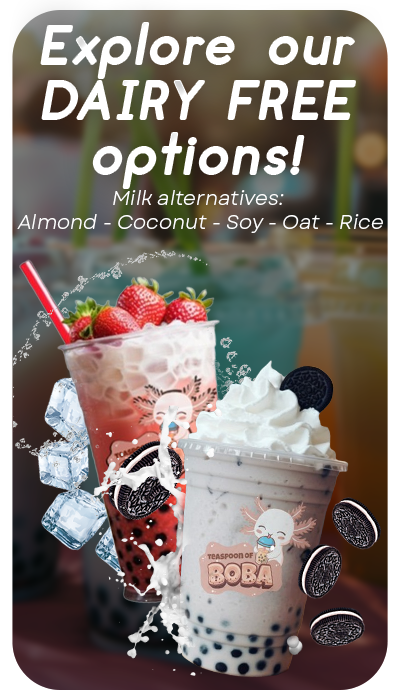 Explore our
DAIRY FREE
options!
Milk alternatives:
Almond - Coconut - Soy - Oat - Rice
TEASPOON OF
BOBA